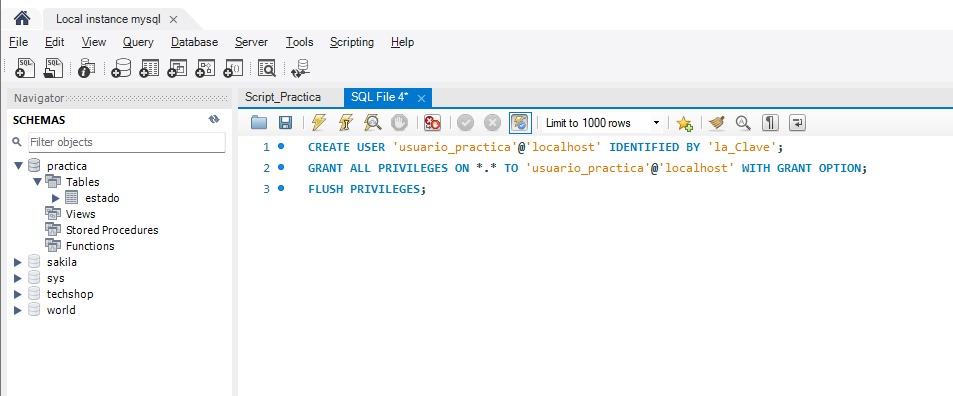 Local instance mysql
File Edit View Query Database Server Tools Scripting Help
Navigator
SCHEMAS
Filter objects
practica
Tables
estado
Views
Stored Procedures
Functions
sakila
sys
techshop
world
Script_Practica
SQL File 4*
Limit to 1000 rows
1 CREATE USER 'usuario_practica'@'localhost' IDENTIFIED BY 'la_Clave';
2 GRANT ALL PRIVILEGES ON *.* TO 'usuario_practica'@'localhost' WITH GRANT OPTION;
3 FLUSH PRIVILEGES;